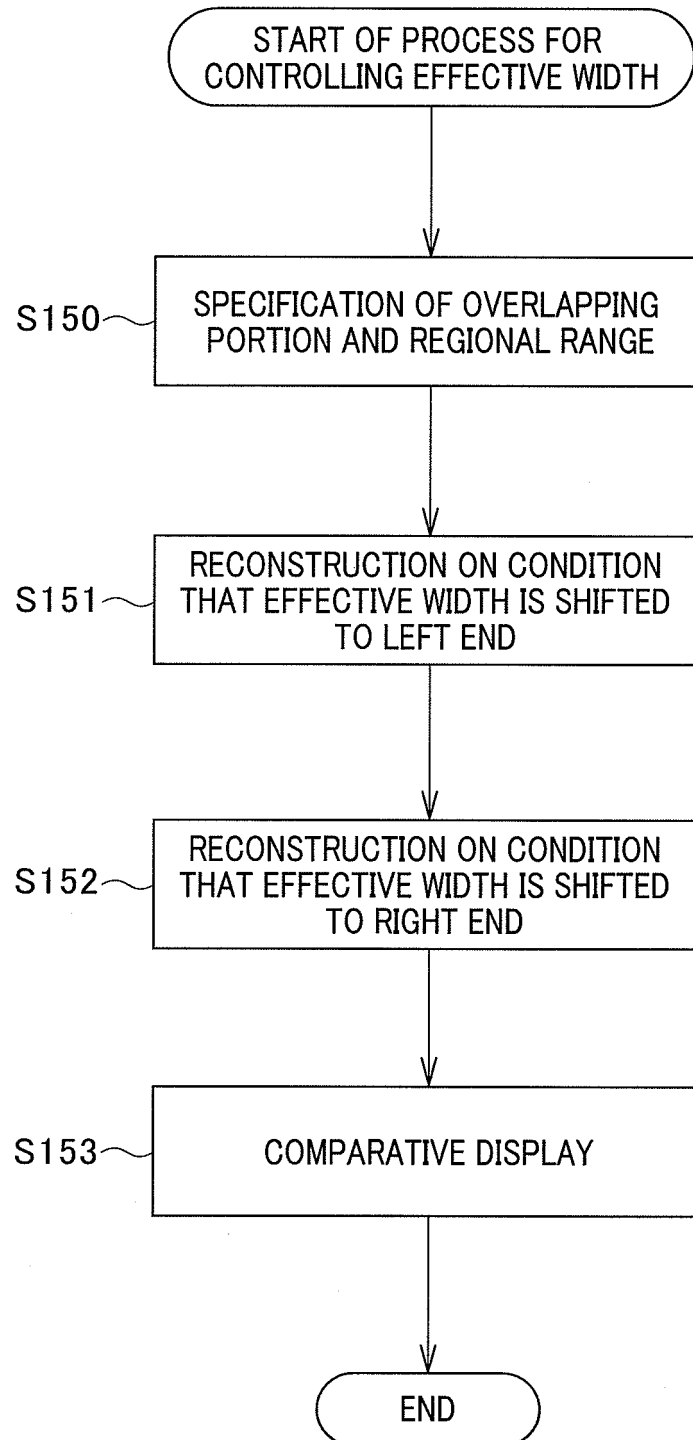 START OF PROCESS FOR
CONTROLLING EFFECTIVE WIDTH
S150
SPECIFICATION OF OVERLAPPING
PORTION AND REGIONAL RANGE
S151
RECONSTRUCTION ON CONDITION
THAT EFFECTIVE WIDTH IS SHIFTED
TO LEFT END
S152
RECONSTRUCTION ON CONDITION
THAT EFFECTIVE WIDTH IS SHIFTED
TO RIGHT END
S153
COMPARATIVE DISPLAY
END